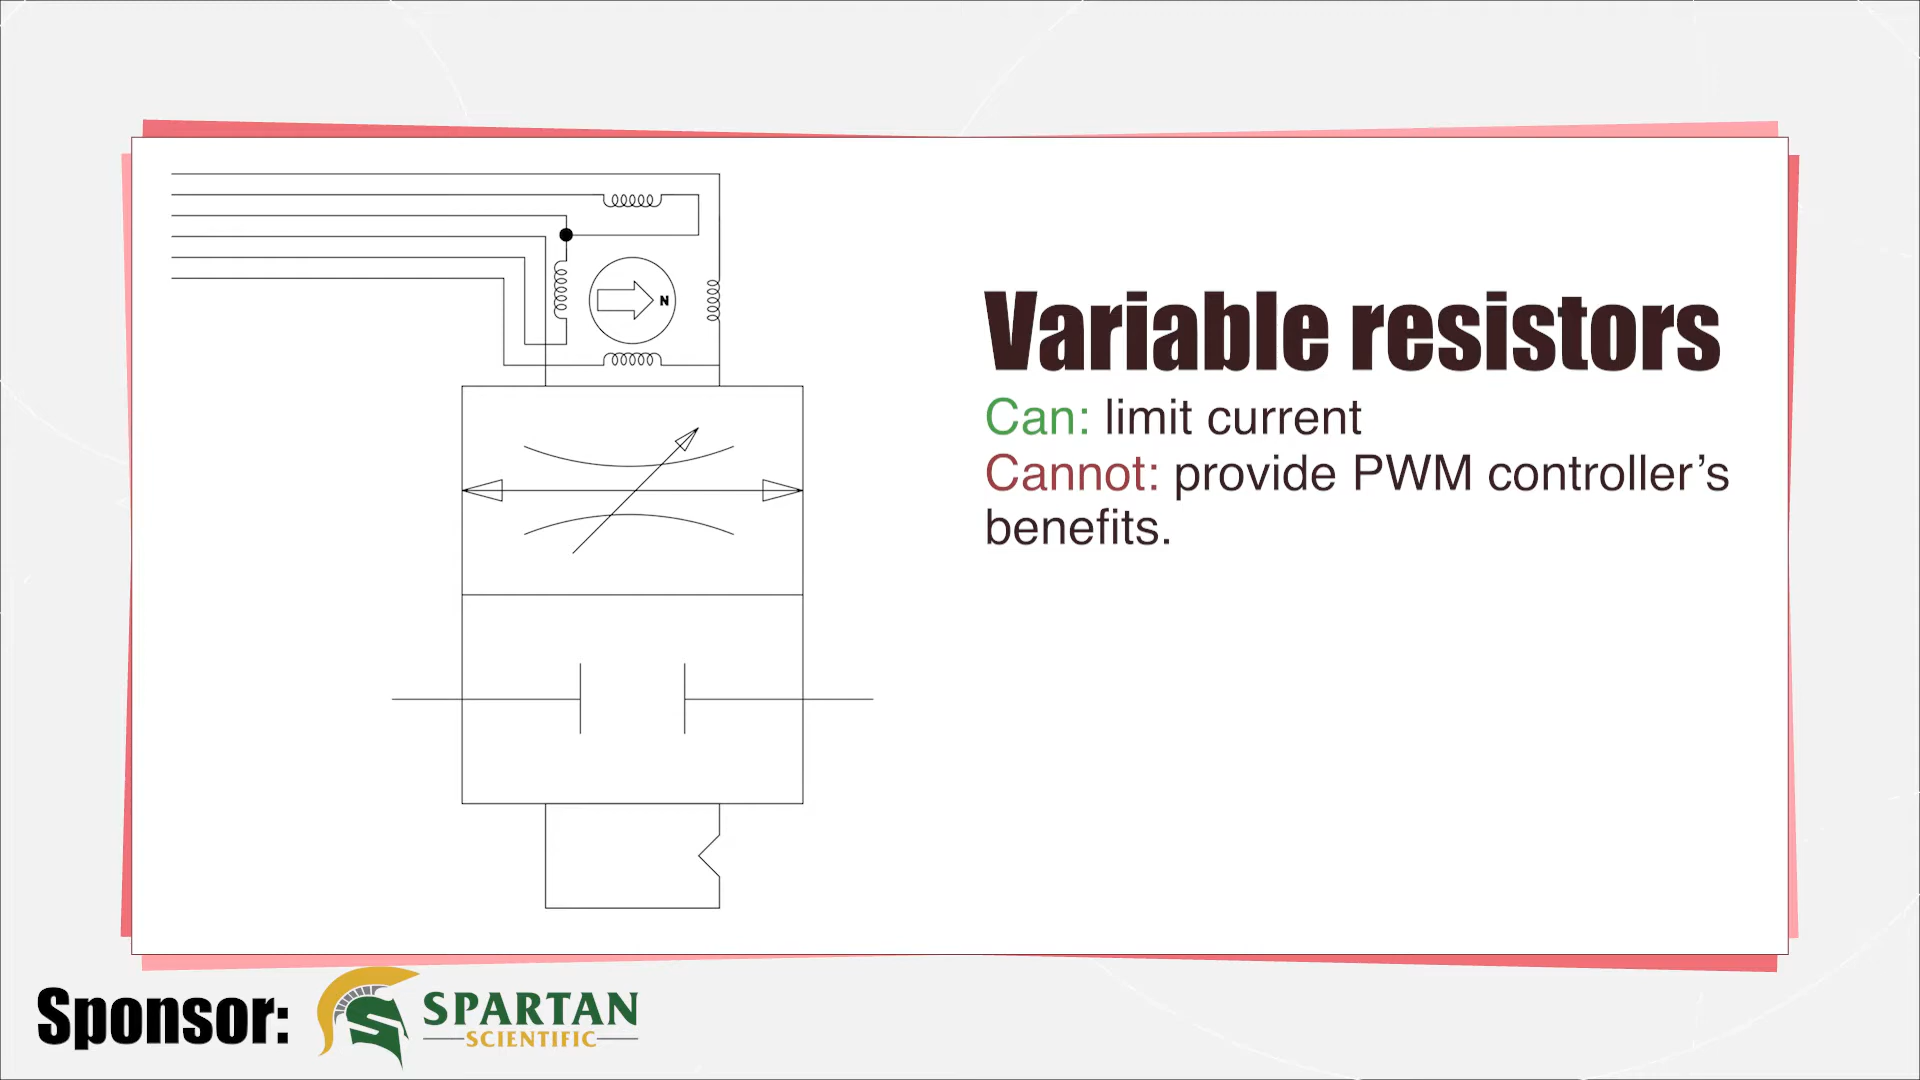 N
Variable resistors
Can: limit current
Cannot: provide PWM controller’s
benefits.
Sponsor:
SPARTAN
SCIENTIFIC